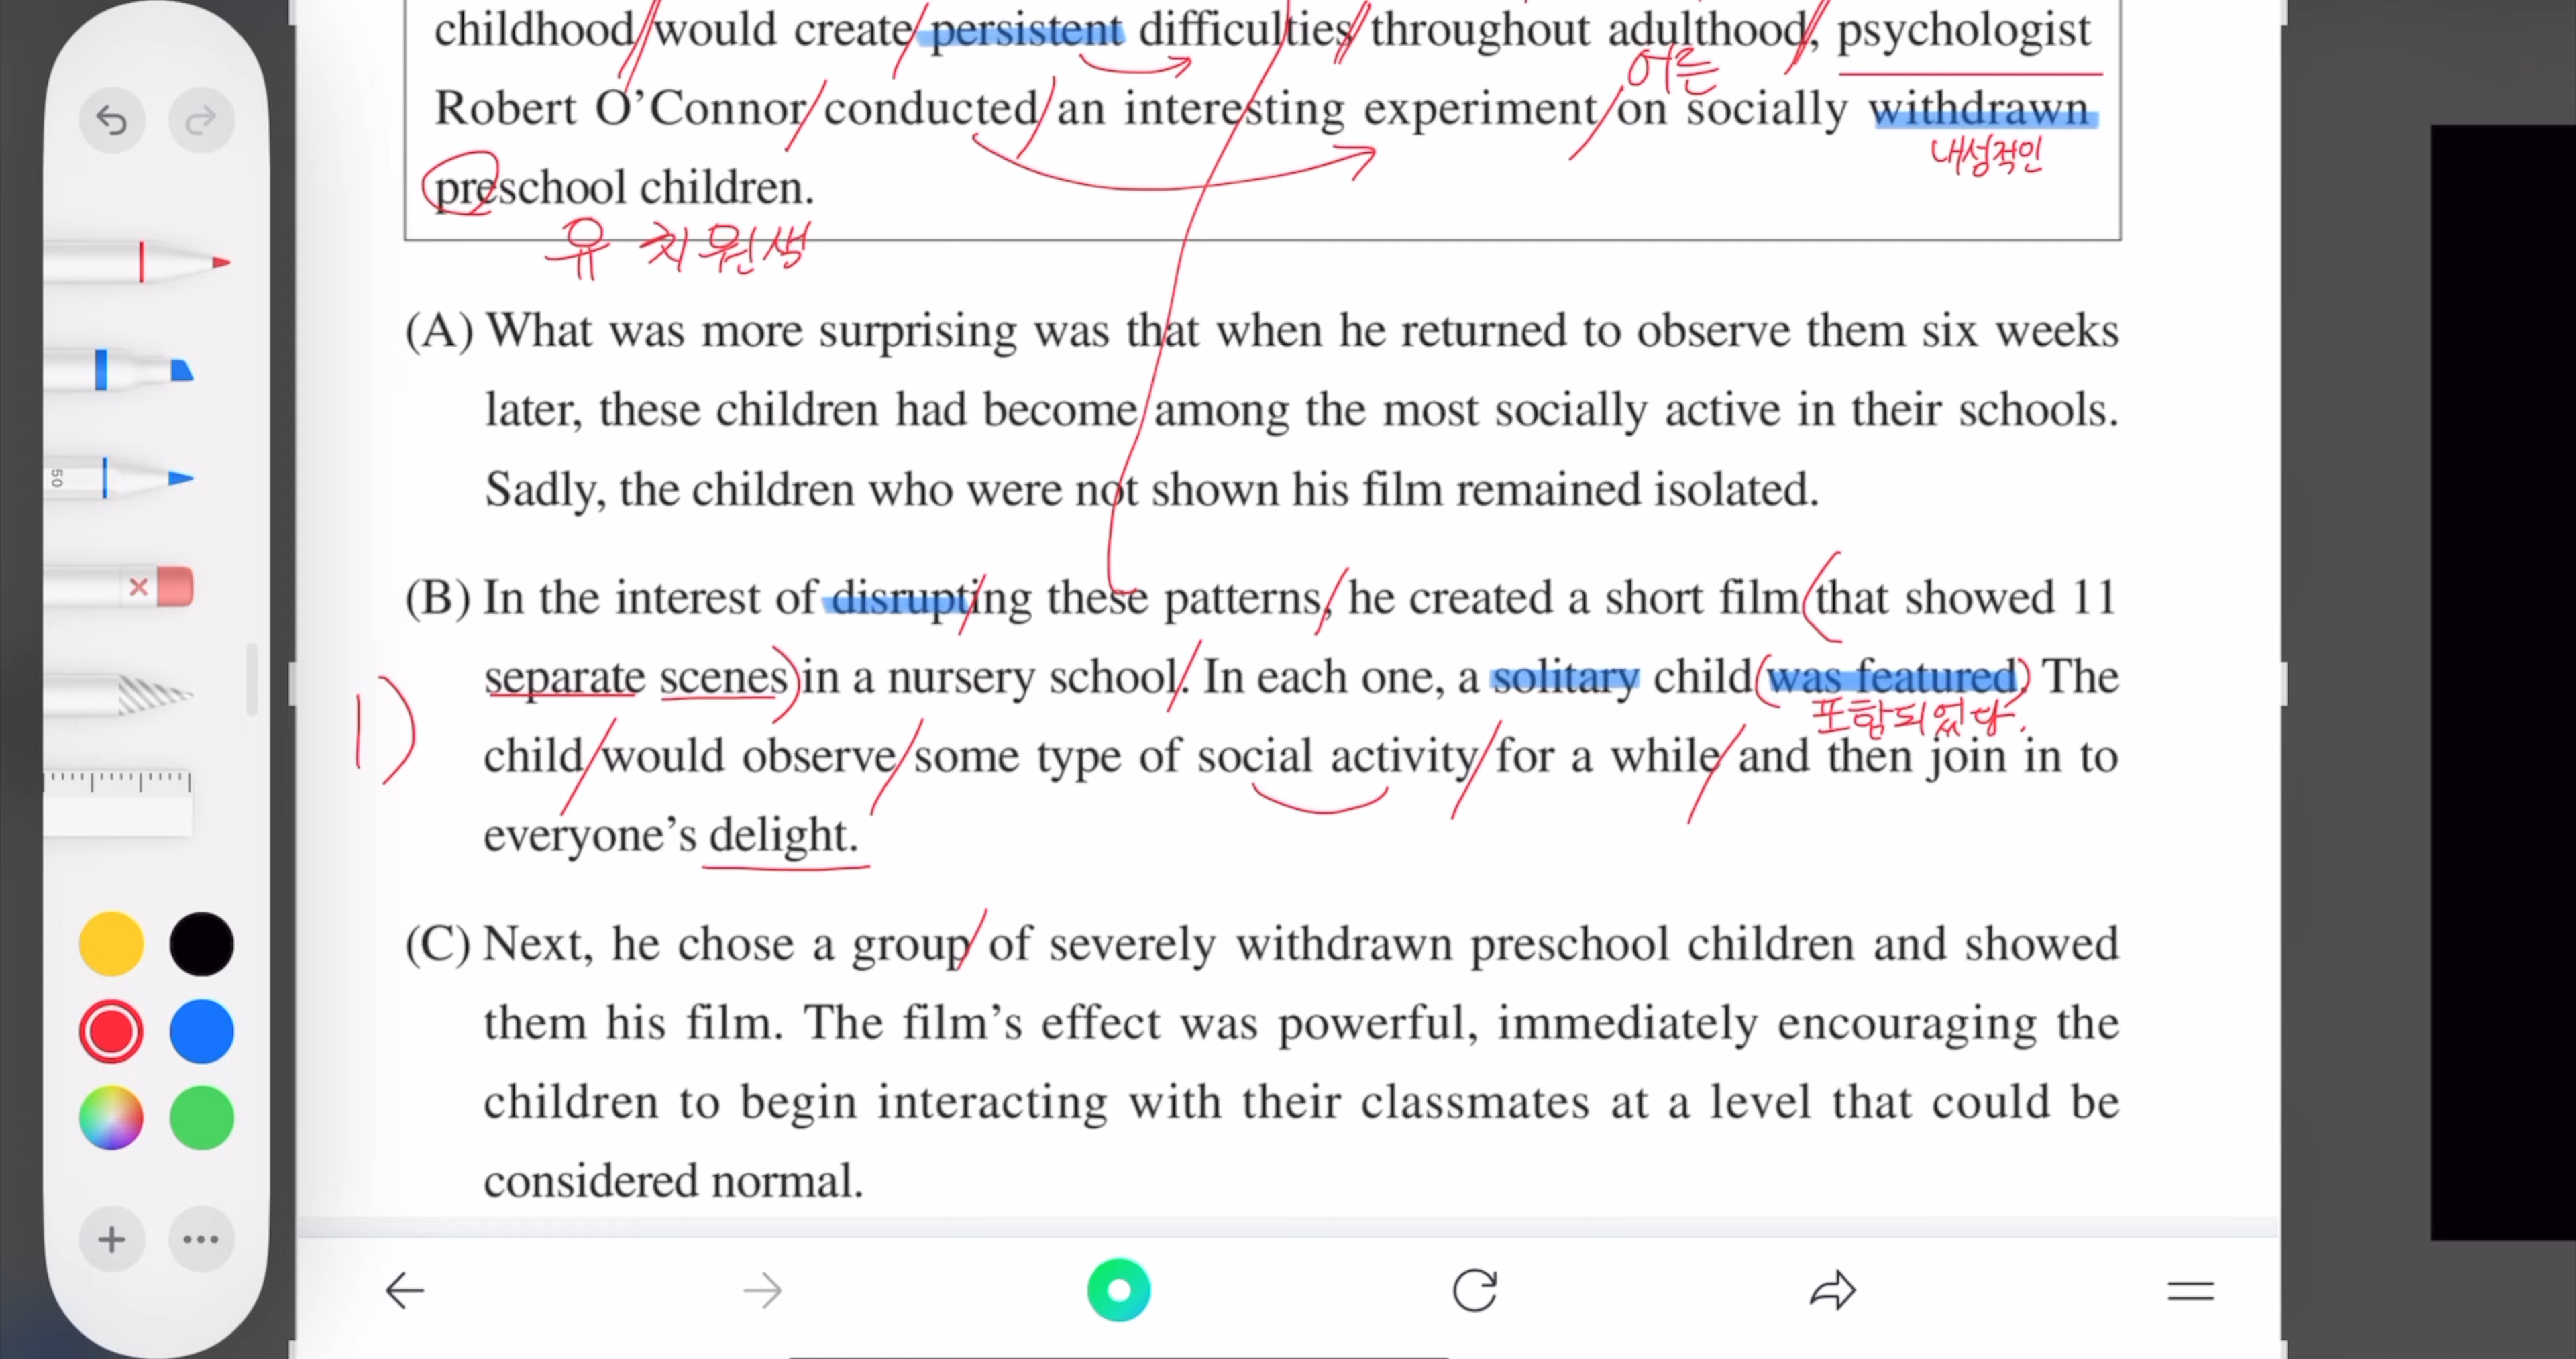 childhood would create persistent difficulties throughout adulthood, psychologist
어른
Robert O’Connor conducted an interesting experiment on socially withdrawn
내성적인
preschool children.
유치원생
(A) What was more surprising was that when he returned to observe them six weeks
later, these children had become among the most socially active in their schools.
Sadly, the children who were not shown his film remained isolated.
(B) In the interest of disrupting these patterns, he created a short film that showed 11
separate scenes in a nursery school. In each one, a solitary child was featured. The
포함되었다.
1)
child would observe some type of social activity for a while and then join in to
everyone’s delight.
(C) Next, he chose a group of severely withdrawn preschool children and showed
them his film. The film’s effect was powerful, immediately encouraging the
children to begin interacting with their classmates at a level that could be
considered normal.
50